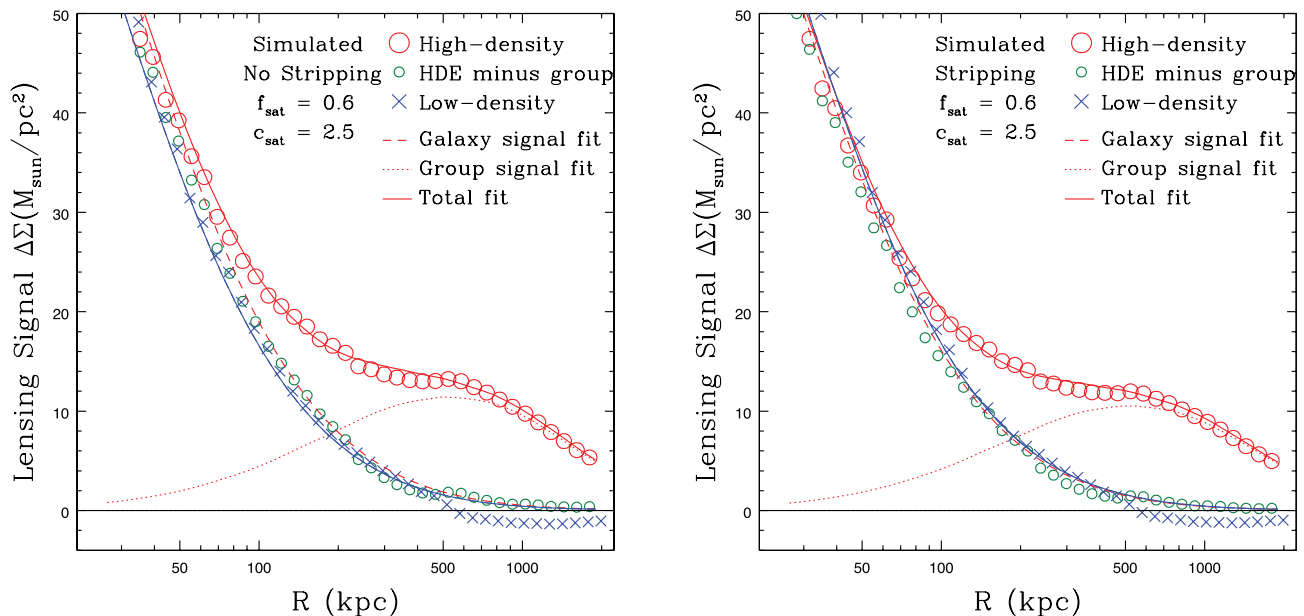 50
40
30
20
10
0
Lensing Signal ΔΣ(M_sun/pc²)
Simulated
No Stripping
f_sat = 0.6
c_sat = 2.5
High-density
HDE minus group
Low-density
Galaxy signal fit
Group signal fit
Total fit
50 100 200 500 1000
R (kpc)
50
40
30
20
10
0
Lensing Signal ΔΣ(M_sun/pc²)
Simulated
Stripping
f_sat = 0.6
c_sat = 2.5
High-density
HDE minus group
Low-density
Galaxy signal fit
Group signal fit
Total fit
50 100 200 500 1000
R (kpc)